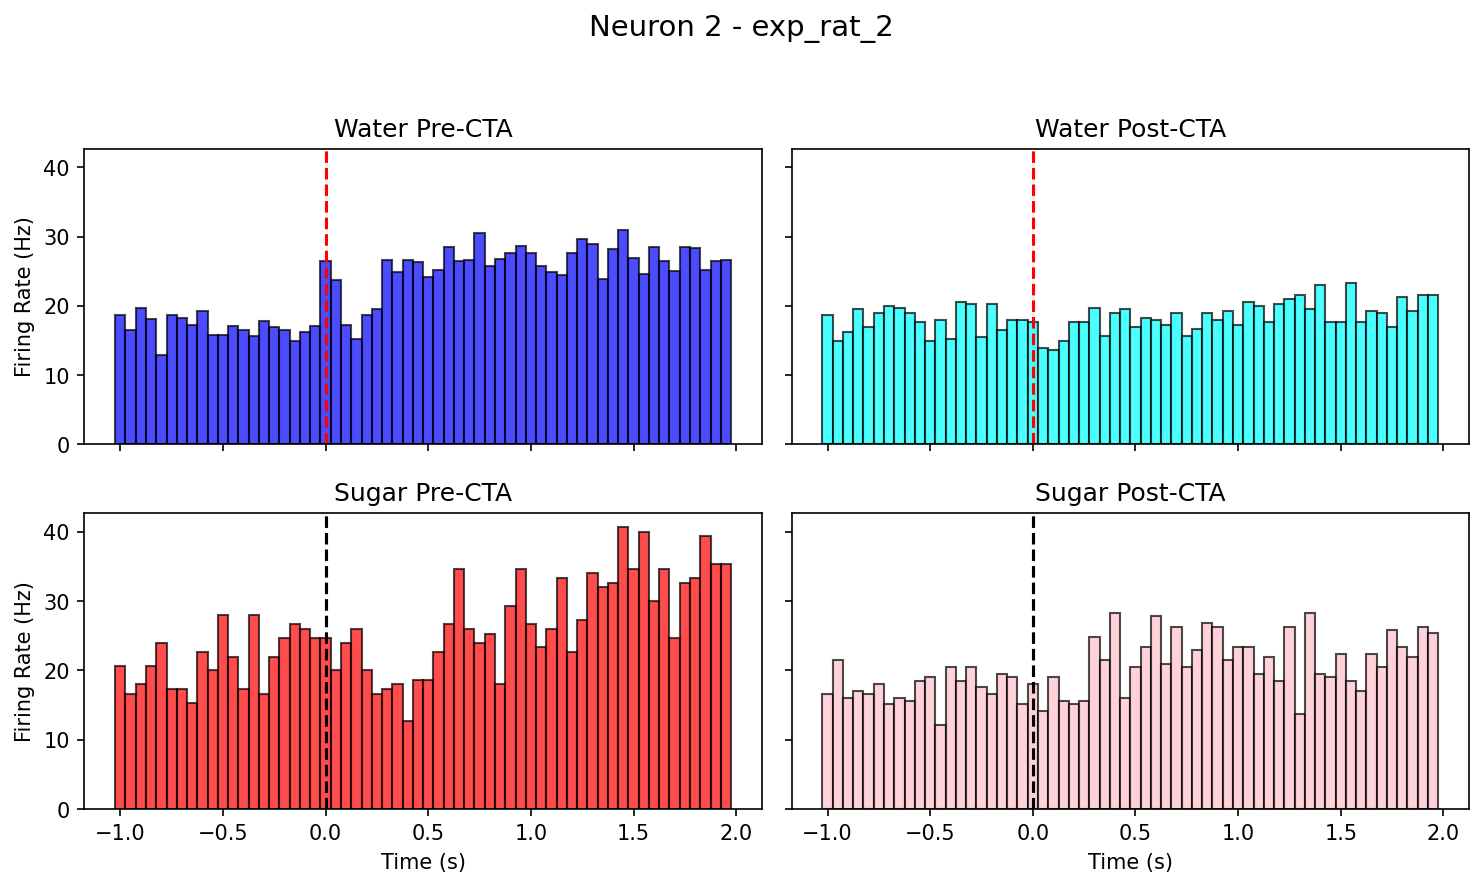 Neuron 2 - exp_rat_2
Water Pre-CTA
Water Post-CTA
Firing Rate (Hz)
40
30
20
10
0
Sugar Pre-CTA
Sugar Post-CTA
Firing Rate (Hz)
40
30
20
10
0
−1.0 −0.5 0.0 0.5 1.0 1.5 2.0
−1.0 −0.5 0.0 0.5 1.0 1.5 2.0
Time (s)
Time (s)